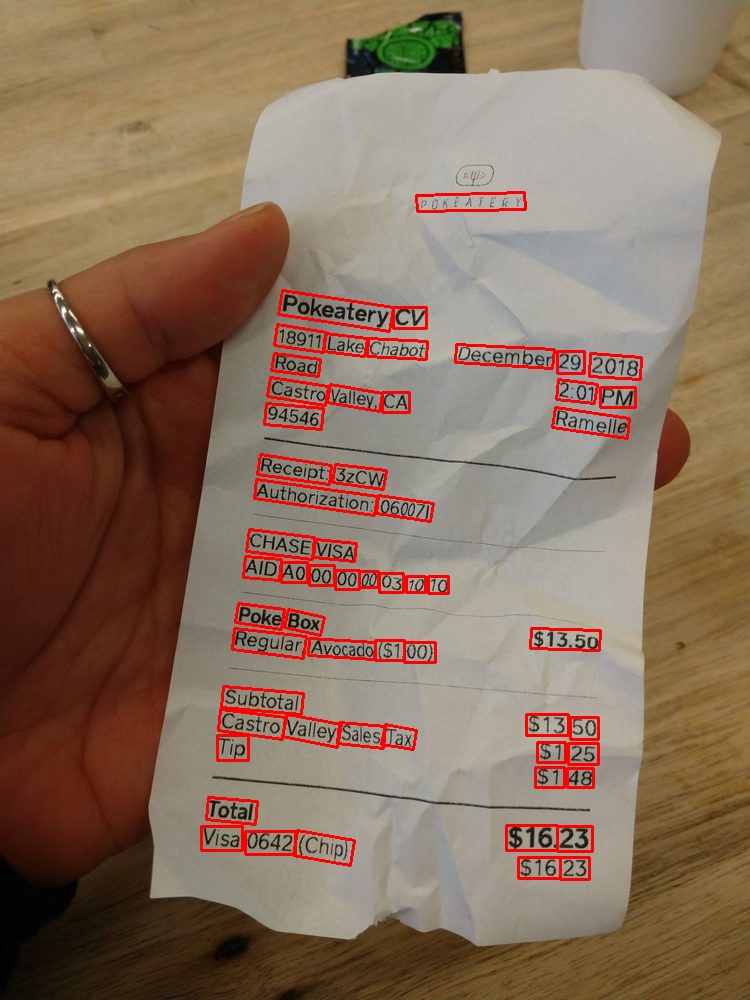 POKEATERY
Pokeatery CV
18911 Lake Chabot Road
Castro Valley, CA 94546
December 29 2018
2:01 PM
Ramelle
Receipt: 3zCW
Authorization: 06007I
CHASE VISA
AID A0 00 00 00 03 10 10
Poke Box $13.50
Regular Avocado ($1.00)
Subtotal $13.50
Castro Valley Sales Tax $1.25
Tip $1.48
Total $16.23
Visa 0642 (Chip) $16.23